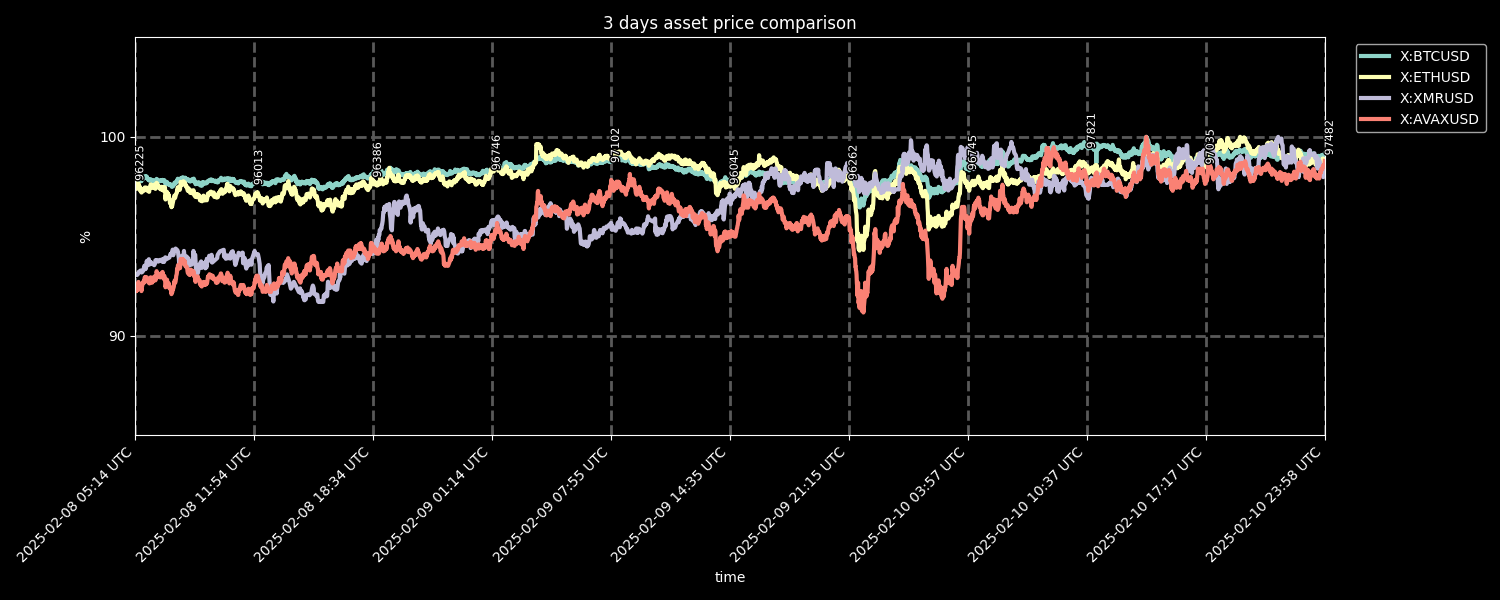 3 days asset price comparison
X:BTCUSD
X:ETHUSD
X:XMRUSD
X:AVAXUSD
%
100
90
96225
96013
96386
96746
97102
96045
96262
96745
97821
97035
97482
2025-02-08 05:14 UTC
2025-02-08 11:54 UTC
2025-02-08 18:34 UTC
2025-02-09 01:14 UTC
2025-02-09 07:55 UTC
2025-02-09 14:35 UTC
2025-02-09 21:15 UTC
2025-02-10 03:57 UTC
2025-02-10 10:37 UTC
2025-02-10 17:17 UTC
2025-02-10 23:58 UTC
time